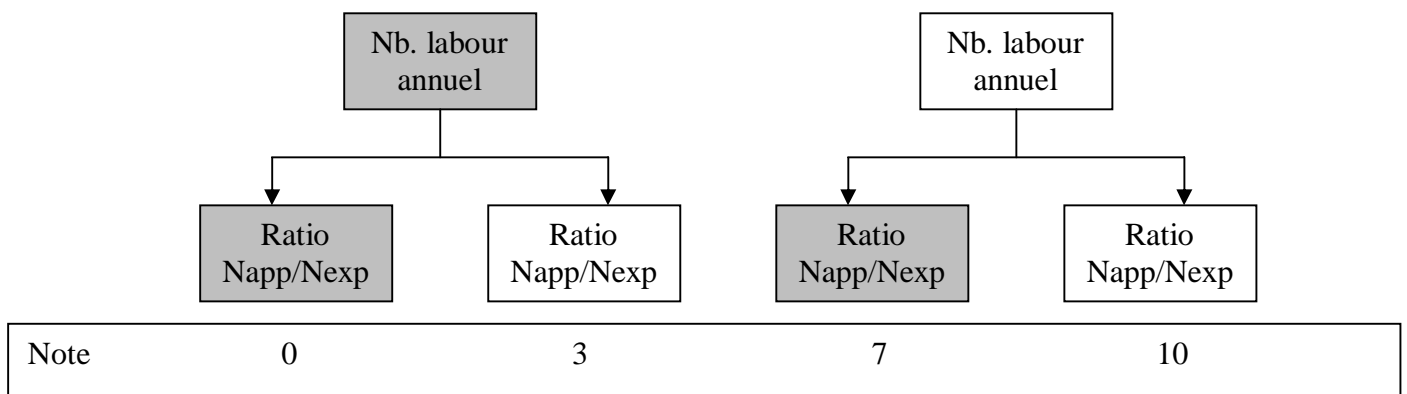 Nb. labour
annuel
Nb. labour
annuel
Ratio
Napp/Nexp
Ratio
Napp/Nexp
Ratio
Napp/Nexp
Ratio
Napp/Nexp
Note 0 3 7 10